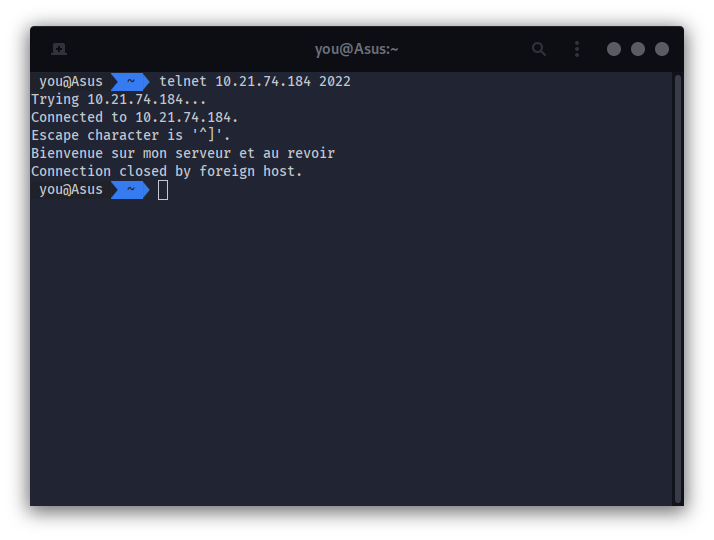 you@Asus:~
you@Asus ~ telnet 10.21.74.184 2022
Trying 10.21.74.184...
Connected to 10.21.74.184.
Escape character is '^]'.
Bienvenue sur mon serveur et au revoir
Connection closed by foreign host.
you@Asus ~